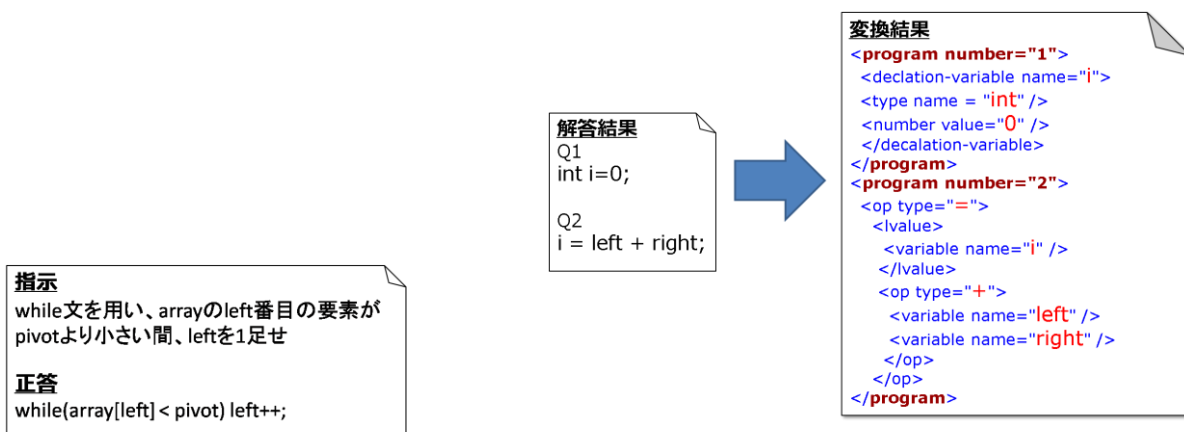 指示
while文を用い、arrayのleft番目の要素が
pivotより小さい間、leftを1足せ
正答
while(array[left] < pivot) left++;
解答結果
Q1
int i=0;
Q2
i = left + right;
変換結果
<program number="1">
<declation-variable name="i">
<type name = "int" />
<number value="0" />
</decalation-variable>
</program>
<program number="2">
<op type="=">
<lvalue>
<variable name="i" />
</lvalue>
<op type="+">
<variable name="left" />
<variable name="right" />
</op>
</op>
</program>